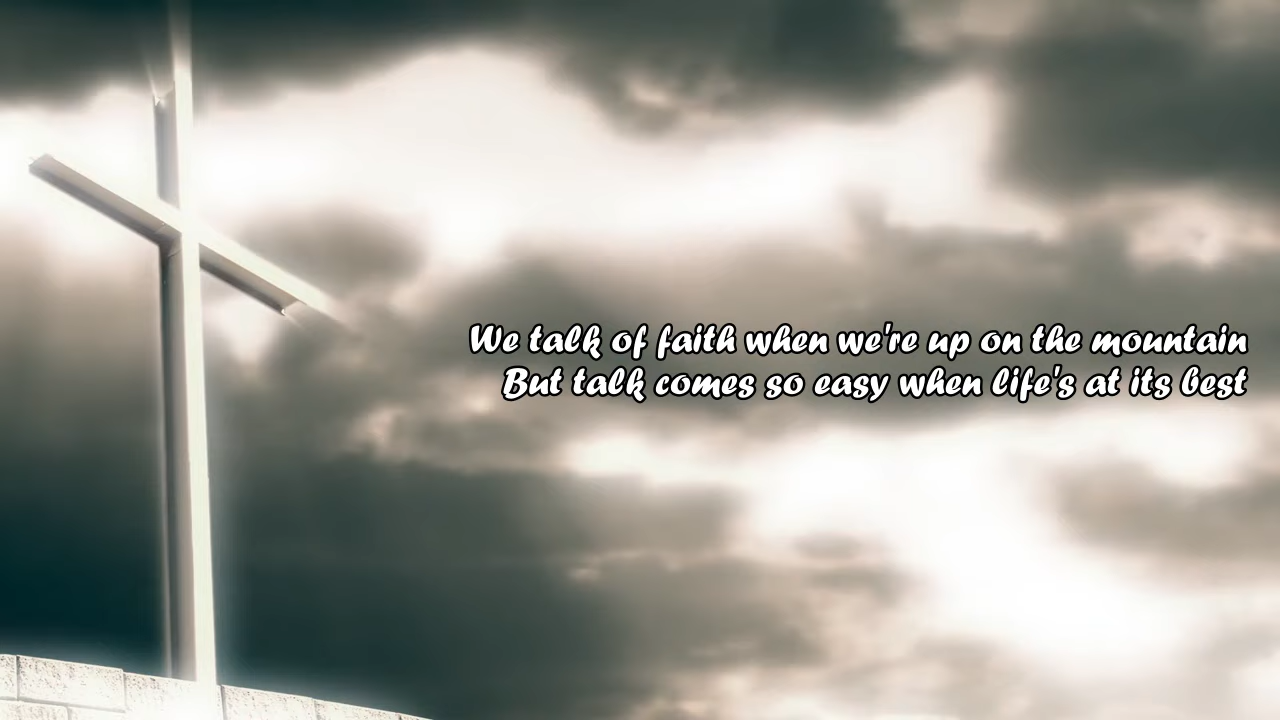 We talk of faith when we're up on the mountain
But talk comes so easy when life's at its best